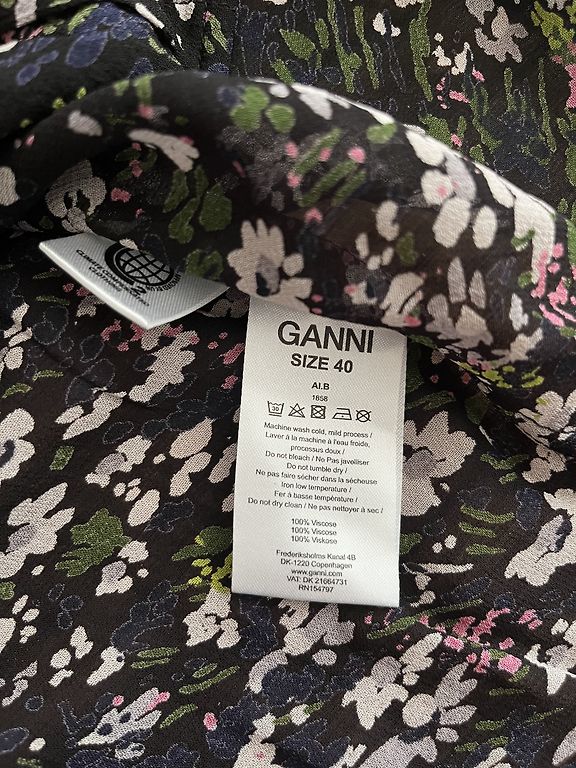 GANNI
SIZE 40
AI.B
1658
30
Machine wash cold, mild process /
Laver à la machine à l'eau froide,
processus doux /
Do not bleach / Ne Pas javelliser
Do not tumble dry /
Ne pas faire sécher dans la sécheuse
Iron low temperature /
Fer à basse température /
Do not dry clean / Ne pas nettoyer à sec /
100% Viscose
100% Viscose
100% Viskose
Frederiksholms Kanal 4B
DK-1220 Copenhagen
www.ganni.com
VAT: DK 21664731
RN154797